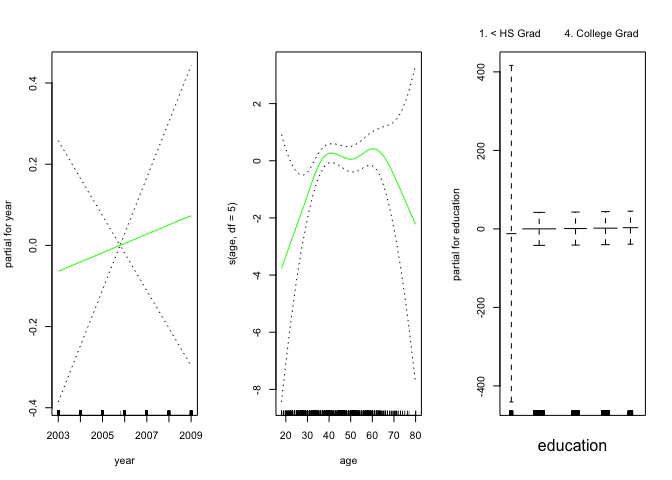 1. < HS Grad 4. College Grad
partial for year
0.4
0.2
0.0
-0.2
-0.4
2003 2005 2007 2009
year
s(age, df = 5)
2
0
-2
-4
-6
-8
20 30 40 50 60 70 80
age
partial for education
400
200
0
-200
-400
education